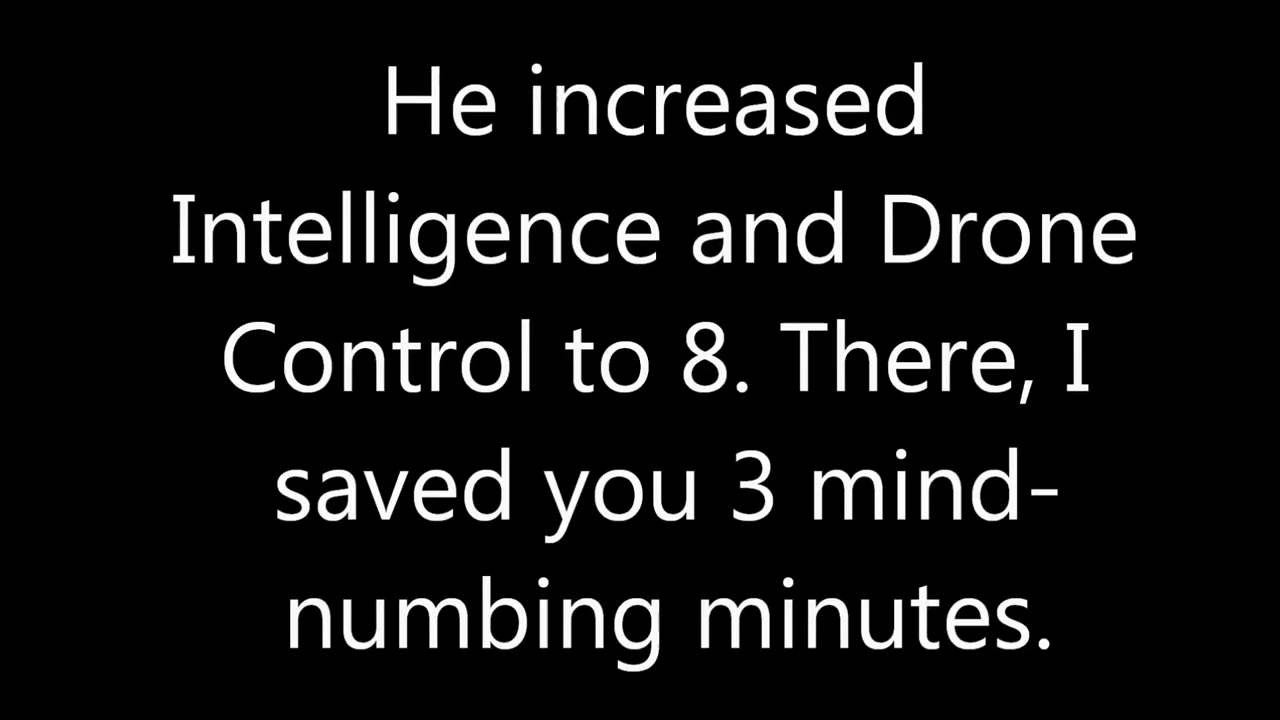 He increased
Intelligence and Drone
Control to 8. There, I
saved you 3 mind-
numbing minutes.